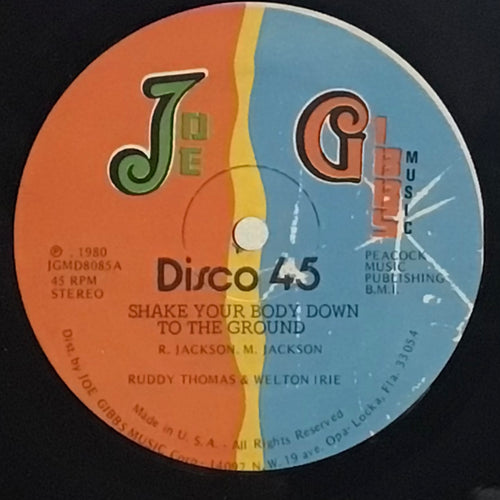 JOE GIBBS MUSIC
℗ , 1980
JGMD8085A
45 RPM
STEREO
PEACOCK
MUSIC
PUBLISHING
B.M.I.
Disco 45
SHAKE YOUR BODY DOWN
TO THE GROUND
R. JACKSON, M. JACKSON
RUDDY THOMAS & WELTON IRIE
Made in U.S.A. - All Rights Reserved
Dist. by JOE GIBBS MUSIC Corp. - 14097 N.W. 19 ave. Opa-Locka, Fla. 33054